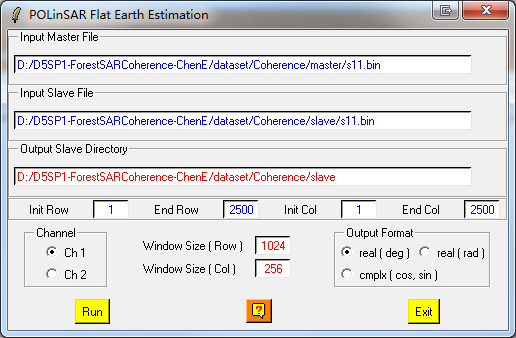 POLinSAR Flat Earth Estimation
Input Master File
D:/D5SP1-ForestSARCoherence-ChenE/dataset/Coherence/master/s11.bin
Input Slave File
D:/D5SP1-ForestSARCoherence-ChenE/dataset/Coherence/slave/s11.bin
Output Slave Directory
D:/D5SP1-ForestSARCoherence-ChenE/dataset/Coherence/slave
Init Row 1 End Row 2500 Init Col 1 End Col 2500
Channel
Ch 1
Ch 2
Window Size ( Row ) 1024
Window Size ( Col ) 256
Output Format
real ( deg ) real ( rad )
cmplx ( cos, sin )
Run ? Exit